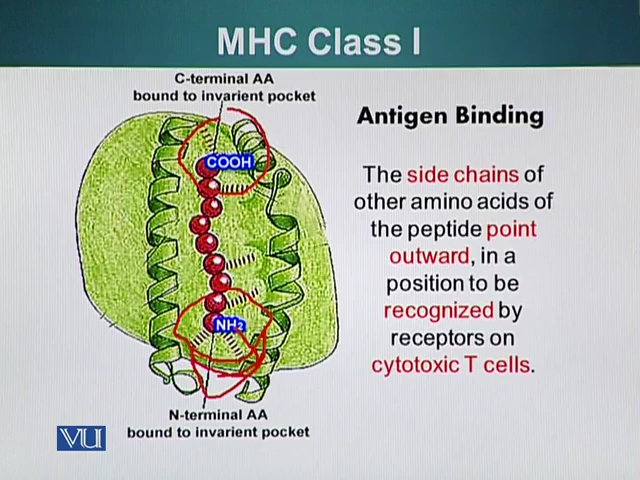 MHC Class I
C-terminal AA
bound to invarient pocket
COOH
NH2
N-terminal AA
bound to invarient pocket
Antigen Binding
The side chains of
other amino acids of
the peptide point
outward, in a
position to be
recognized by
receptors on
cytotoxic T cells.
VU